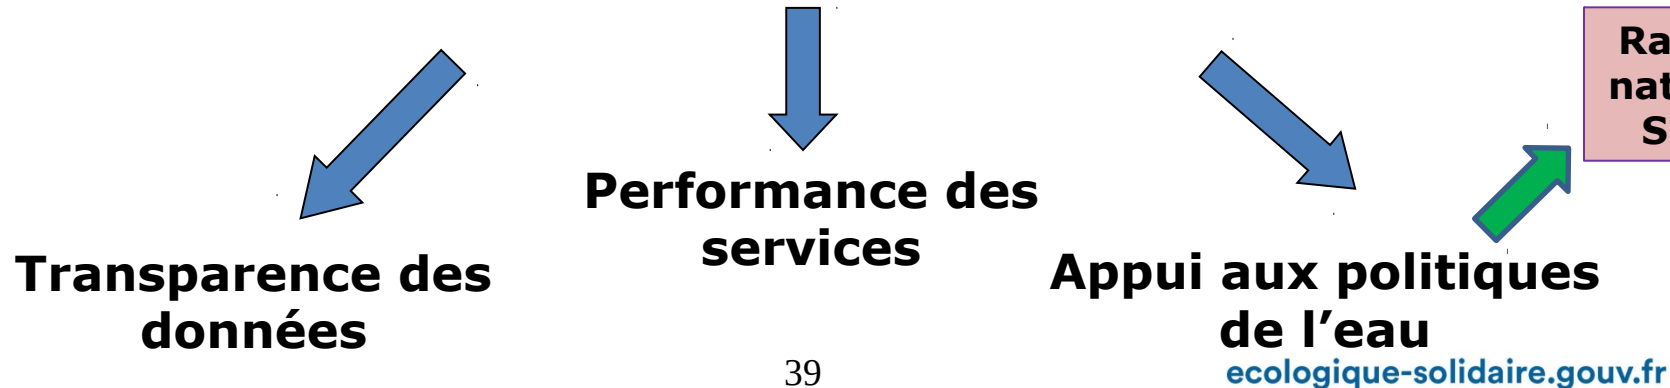 Performance des
services
Transparence des
données
Appui aux politiques
de l’eau
39
ecologique-solidaire.gouv.fr